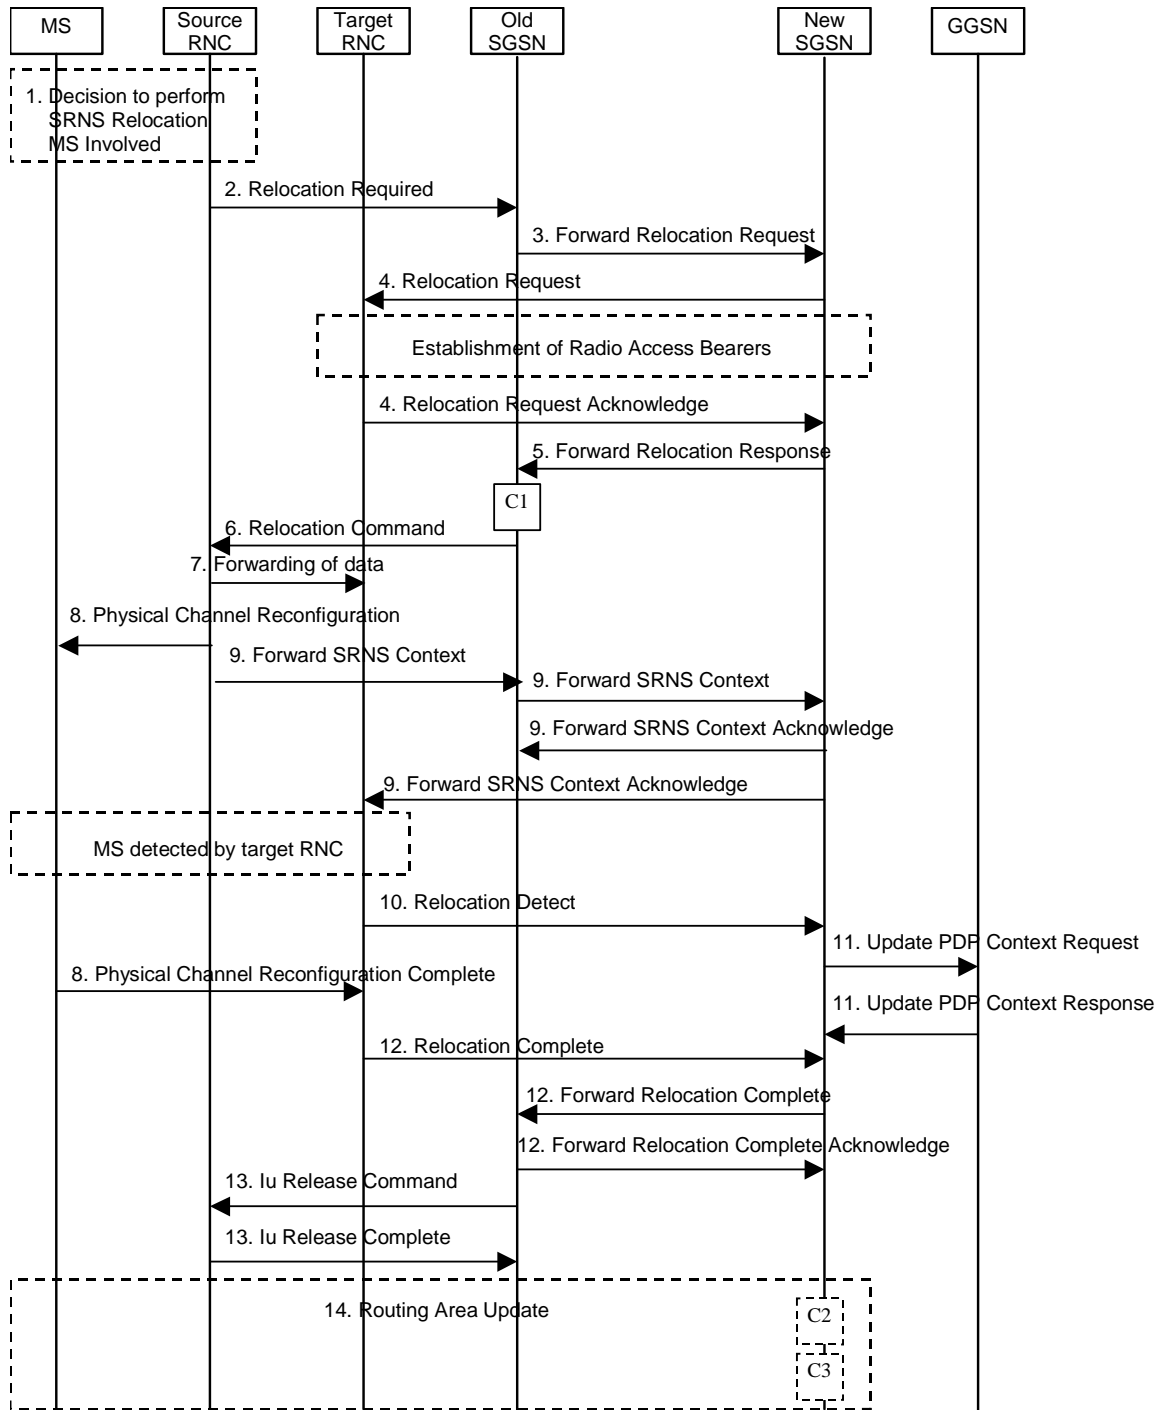 MS
Source
RNC
Target
RNC
Old
SGSN
New
SGSN
GGSN
1. Decision to perform
SRNS Relocation
MS Involved
2. Relocation Required
3. Forward Relocation Request
4. Relocation Request
Establishment of Radio Access Bearers
4. Relocation Request Acknowledge
5. Forward Relocation Response
C1
6. Relocation Command
7. Forwarding of data
8. Physical Channel Reconfiguration
9. Forward SRNS Context
9. Forward SRNS Context
9. Forward SRNS Context Acknowledge
9. Forward SRNS Context Acknowledge
MS detected by target RNC
10. Relocation Detect
11. Update PDP Context Request
8. Physical Channel Reconfiguration Complete
11. Update PDP Context Response
12. Relocation Complete
12. Forward Relocation Complete
12. Forward Relocation Complete Acknowledge
13. Iu Release Command
13. Iu Release Complete
14. Routing Area Update
C2
C3